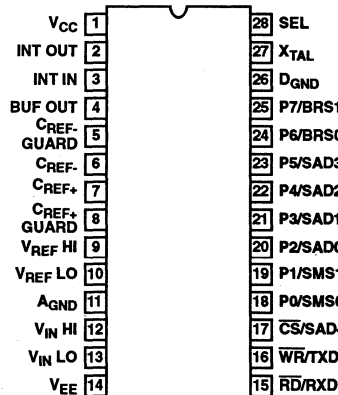 VCC 1
INT OUT 2
INT IN 3
BUF OUT 4
CREF-
GUARD 5
CREF- 6
CREF+ 7
CREF+
GUARD 8
VREF HI 9
VREF LO 10
AGND 11
VIN HI 12
VIN LO 13
VEE 14
28 SEL
27 XTAL
26 DGND
25 P7/BRS1
24 P6/BRS0
23 P5/SAD3
22 P4/SAD2
21 P3/SAD1
20 P2/SAD0
19 P1/SMS1
18 P0/SMS0
17 CS/SAD4
16 WR/TXD
15 RD/RXD